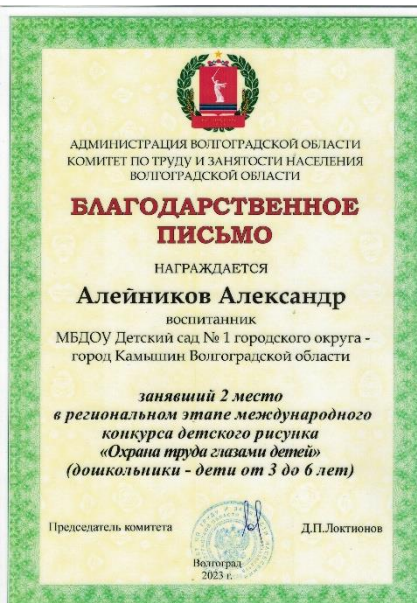 АДМИНИСТРАЦИЯ ВОЛГОГРАДСКОЙ ОБЛАСТИ
КОМИТЕТ ПО ТРУДУ И ЗАНЯТОСТИ НАСЕЛЕНИЯ
ВОЛГОГРАДСКОЙ ОБЛАСТИ
БЛАГОДАРСТВЕННОЕ
ПИСЬМО
НАГРАЖДАЕТСЯ
Алейников Александр
воспитанник
МБДОУ Детский сад № 1 городского округа -
город Камышин Волгоградской области
занявший 2 место
в региональном этапе международного
конкурса детского рисунка
«Охрана труда глазами детей»
(дошкольники - дети от 3 до 6 лет)
Председатель комитета Д.П.Локтионов
Волгоград
2023 г.